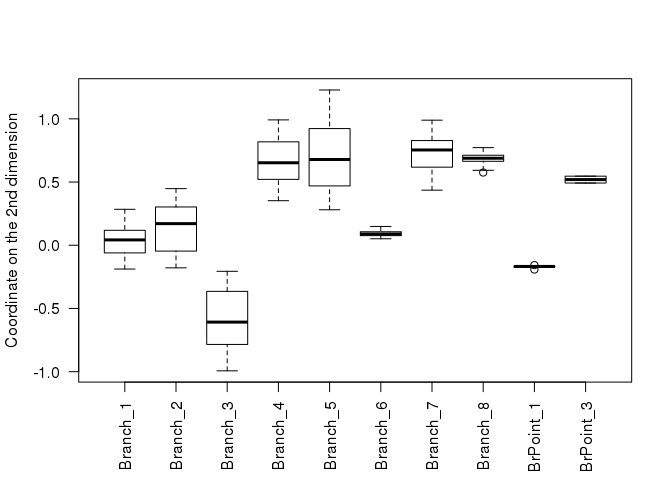 Coordinate on the 2nd dimension
1.0
0.5
0.0
-0.5
-1.0
Branch_1
Branch_2
Branch_3
Branch_4
Branch_5
Branch_6
Branch_7
Branch_8
BrPoint_1
BrPoint_3